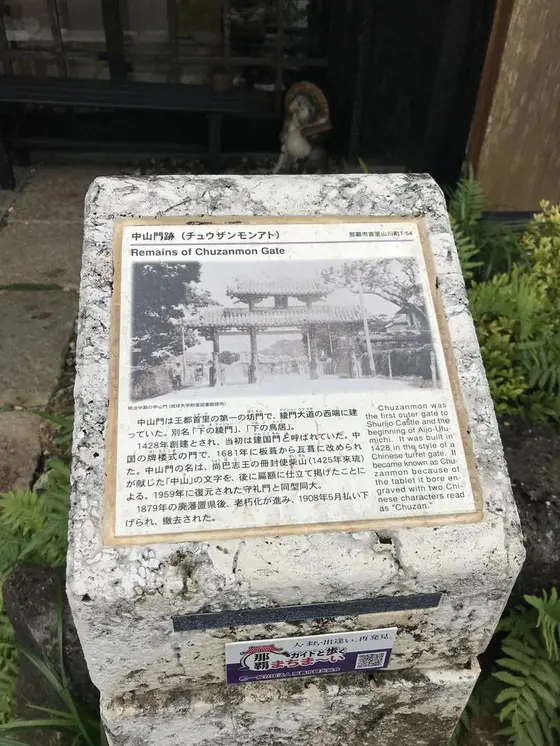 中山門跡（チュウザンモンアト）
那覇市首里山川町1-54
Remains of Chuzanmon Gate
中山門は王都首里の第一の坊門で、綾門大道の西端に建
っていた。別名「下の綾門」、「下の鳥居」。
1428年創建され、当初は建国門と呼ばれていた。中
国の牌楼式の門で、1681年に板葺から瓦葺に改められ
た。中山門の名は、尚巴志王の冊封使柴山(1425年来琉)
が献じた「中山」の文字を、後に扁額に仕立て掲げたことに
よる。1959年に復元された守礼門と同型同大。
1879年の廃藩置県後、老朽化が進み、1908年5月払い下
げられ、撤去された。
Chuzanmon was
the first outer gate to
Shurijo Castle and the
beginning of Aijo-Ufu-
michi. It was built in
1428 in the style of a
Chinese turret gate. It
became known as Chu-
zanmon because of
the tablet it bore en-
graved with two Chi-
nese characters read
as "Chuzan."
人・まち・出逢い、再発見。
那覇
ガイドと歩く
まちま〜い